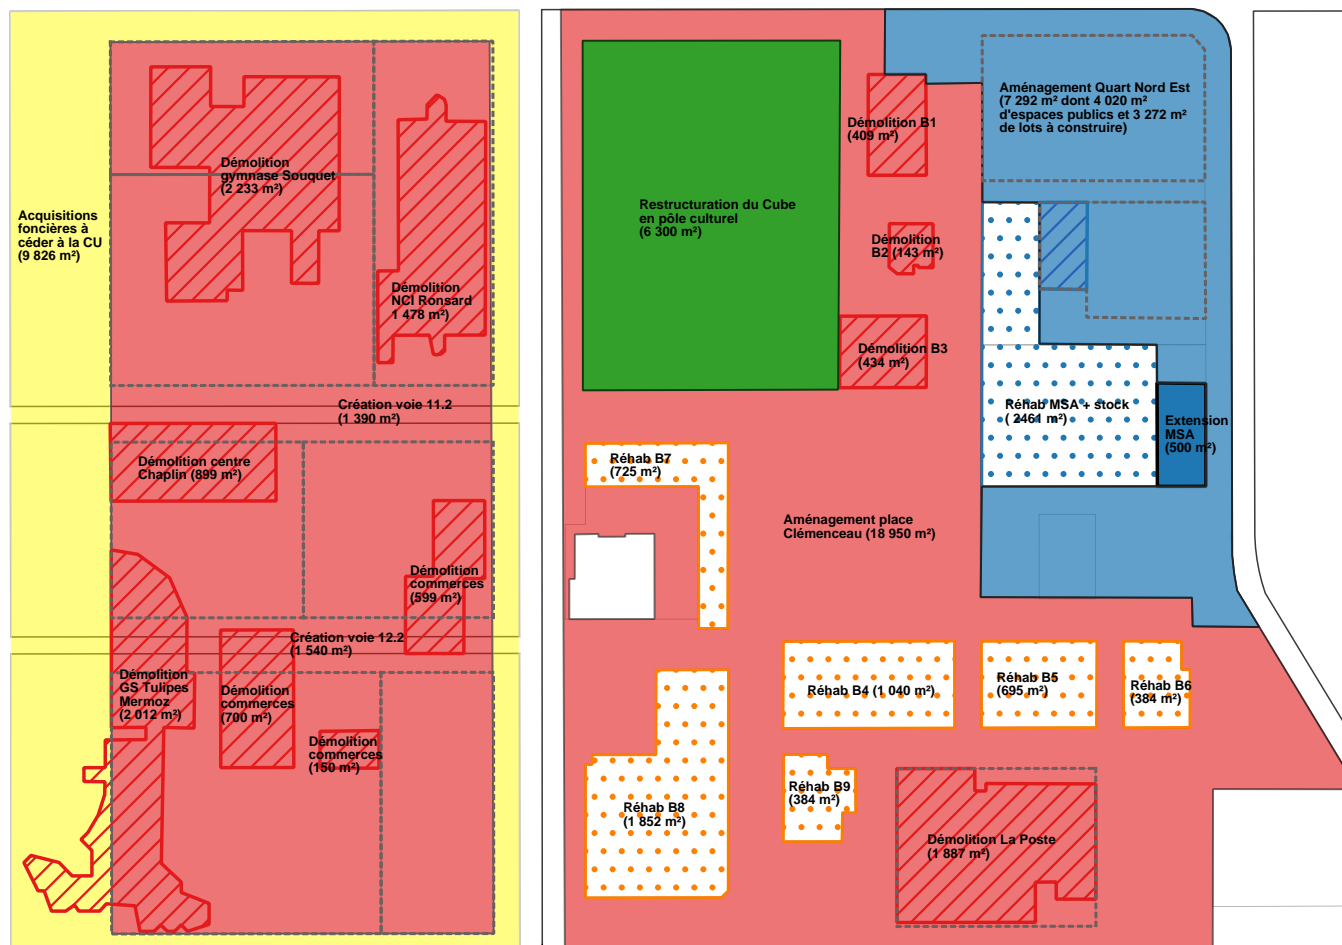 Acquisitions
foncières à
céder à la CU
(9 826 m²)
Démolition
gymnase Souquet
(2 233 m²)
Démolition
NCI Ronsard
1 478 m²)
Création voie 11.2
(1 390 m²)
Démolition centre
Chaplin (899 m²)
Démolition
commerces
(599 m²)
Création voie 12.2
(1 540 m²)
Démolition
GS Tulipes
Mermoz
(2 012 m²)
Démolition
commerces
(700 m²)
Démolition
commerces
(150 m²)
Restructuration du Cube
en pôle culturel
(6 300 m²)
Démolition B1
(409 m²)
Démolition
B2 (143 m²)
Démolition B3
(434 m²)
Aménagement Quart Nord Est
(7 292 m² dont 4 020 m²
d'espaces publics et 3 272 m²
de lots à construire)
Réhab MSA + stock
( 2461 m²)
Extension
MSA
(500 m²)
Réhab B7
(725 m²)
Aménagement place
Clémenceau (18 950 m²)
Réhab B4 (1 040 m²)
Réhab B5
(695 m²)
Réhab B6
(384 m²)
Réhab B8
(1 852 m²)
Réhab B9
(384 m²)
Démolition La Poste
(1 887 m²)